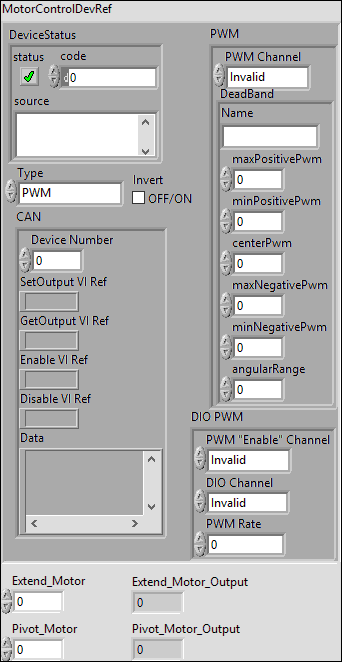 MotorControlDevRef
DeviceStatus
status
code
d
0
source
Type
PWM
Invert
OFF/ON
CAN
Device Number
0
SetOutput VI Ref
GetOutput VI Ref
Enable VI Ref
Disable VI Ref
Data
PWM
PWM Channel
Invalid
DeadBand
Name
maxPositivePwm
0
minPositivePwm
0
centerPwm
0
maxNegativePwm
0
minNegativePwm
0
angularRange
0
DIO PWM
PWM "Enable" Channel
Invalid
DIO Channel
Invalid
PWM Rate
0
Extend_Motor
0
Extend_Motor_Output
0
Pivot_Motor
0
Pivot_Motor_Output
0